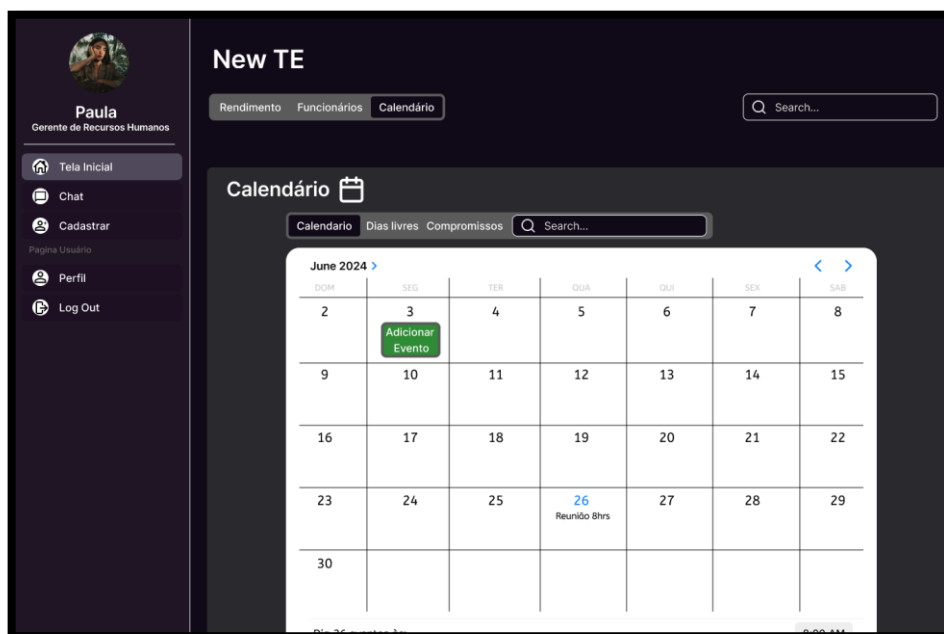 Paula
Gerente de Recursos Humanos
Tela Inicial
Chat
Cadastrar
Pagina Usuário
Perfil
Log Out
New TE
Rendimento Funcionários Calendário
Search...
Calendário
Calendario Dias livres Compromissos Search...
June 2024
DOM SEG TER QUA QUI SEX SAB
2 3 4 5 6 7 8
Adicionar
Evento
9 10 11 12 13 14 15
16 17 18 19 20 21 22
23 24 25 26 27 28 29
Reunião 8hrs
30